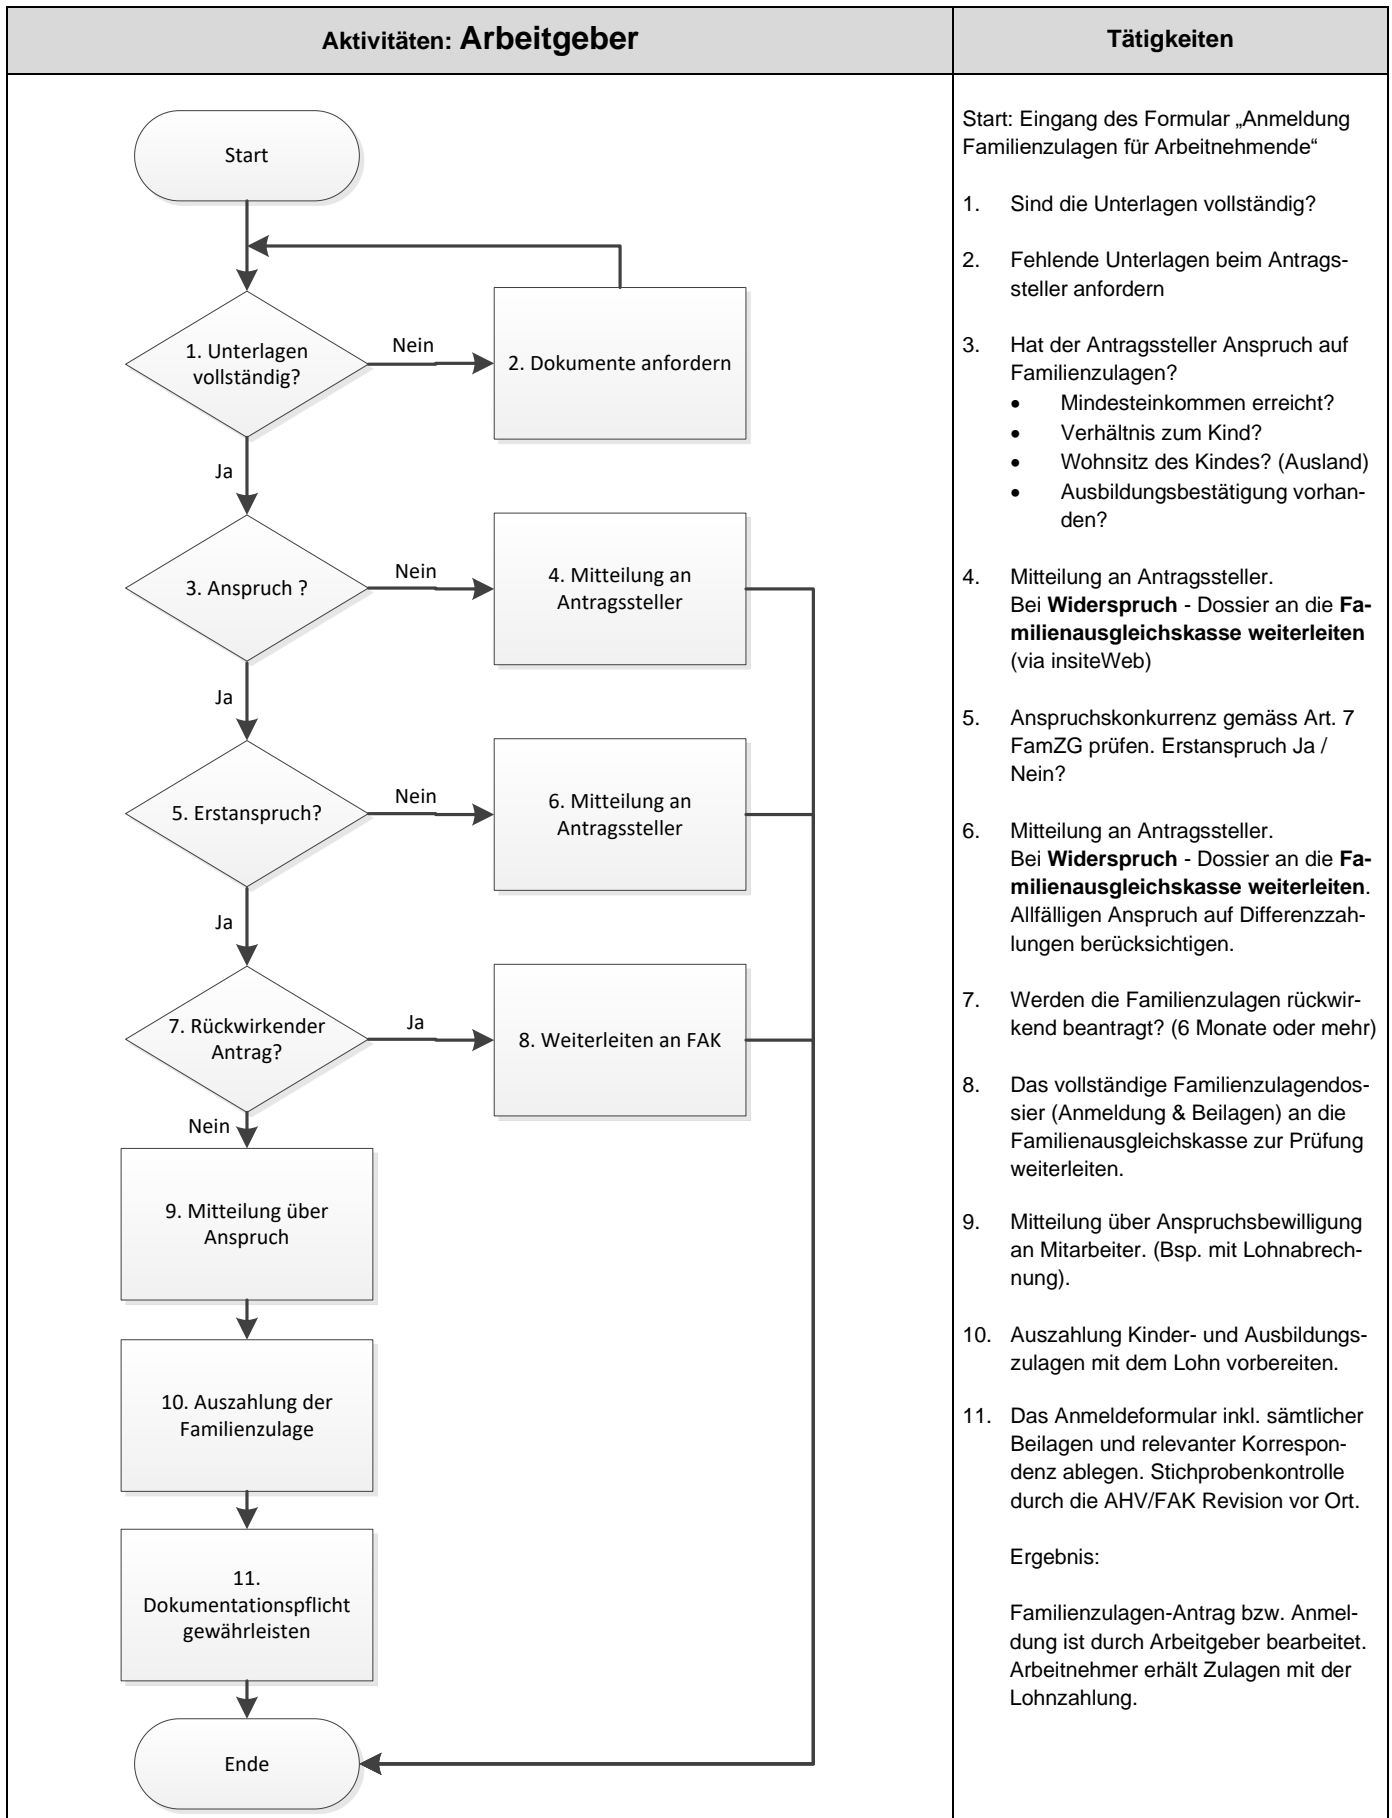 Aktivitäten: Arbeitgeber
Tätigkeiten
Start
1. Unterlagen
vollständig?
Nein
2. Dokumente anfordern
Ja
3. Anspruch ?
Nein
4. Mitteilung an
Antragssteller
Ja
5. Erstanspruch?
Nein
6. Mitteilung an
Antragssteller
Ja
7. Rückwirkender
Antrag?
Ja
8. Weiterleiten an FAK
Nein
9. Mitteilung über
Anspruch
10. Auszahlung der
Familienzulage
11.
Dokumentationspflicht
gewährleisten
Ende
Start: Eingang des Formular „Anmeldung
Familienzulagen für Arbeitnehmende“
1. Sind die Unterlagen vollständig?
2. Fehlende Unterlagen beim Antrags-
steller anfordern
3. Hat der Antragssteller Anspruch auf
Familienzulagen?
• Mindesteinkommen erreicht?
• Verhältnis zum Kind?
• Wohnsitz des Kindes? (Ausland)
• Ausbildungsbestätigung vorhan-
den?
4. Mitteilung an Antragssteller.
Bei Widerspruch - Dossier an die Fa-
milienausgleichskasse weiterleiten
(via insiteWeb)
5. Anspruchskonkurrenz gemäss Art. 7
FamZG prüfen. Erstanspruch Ja /
Nein?
6. Mitteilung an Antragssteller.
Bei Widerspruch - Dossier an die Fa-
milienausgleichskasse weiterleiten.
Allfälligen Anspruch auf Differenzzah-
lungen berücksichtigen.
7. Werden die Familienzulagen rückwir-
kend beantragt? (6 Monate oder mehr)
8. Das vollständige Familienzulagendos-
sier (Anmeldung & Beilagen) an die
Familienausgleichskasse zur Prüfung
weiterleiten.
9. Mitteilung über Anspruchsbewilligung
an Mitarbeiter. (Bsp. mit Lohnabrech-
nung).
10. Auszahlung Kinder- und Ausbildungs-
zulagen mit dem Lohn vorbereiten.
11. Das Anmeldeformular inkl. sämtlicher
Beilagen und relevanter Korrespon-
denz ablegen. Stichprobenkontrolle
durch die AHV/FAK Revision vor Ort.
Ergebnis:
Familienzulagen-Antrag bzw. Anmel-
dung ist durch Arbeitgeber bearbeitet.
Arbeitnehmer erhält Zulagen mit der
Lohnzahlung.